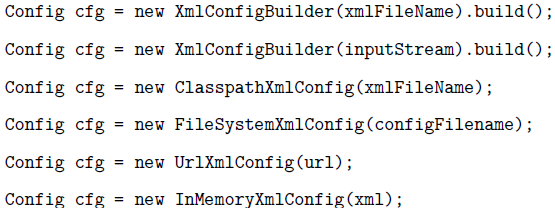 Config cfg = new XmlConfigBuilder(xmlFileName).build();
Config cfg = new XmlConfigBuilder(inputStream).build();
Config cfg = new ClasspathXmlConfig(xmlFileName);
Config cfg = new FileSystemXmlConfig(configFilename);
Config cfg = new UrlXmlConfig(url);
Config cfg = new InMemoryXmlConfig(xml);